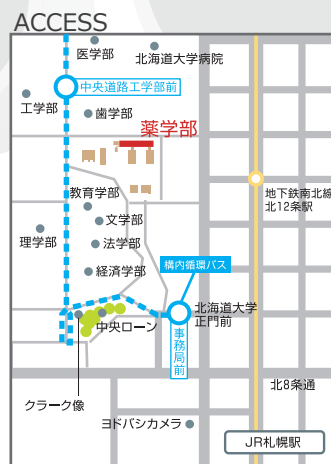 ACCESS
医学部
北海道大学病院
中央道路工学部前
工学部
歯学部
薬学部
教育学部
地下鉄南北線
北12条駅
文学部
理学部
法学部
構内循環バス
経済学部
北海道大学
正門前
中央ローン
事務局前
北8条通
クラーク像
ヨドバシカメラ
JR札幌駅